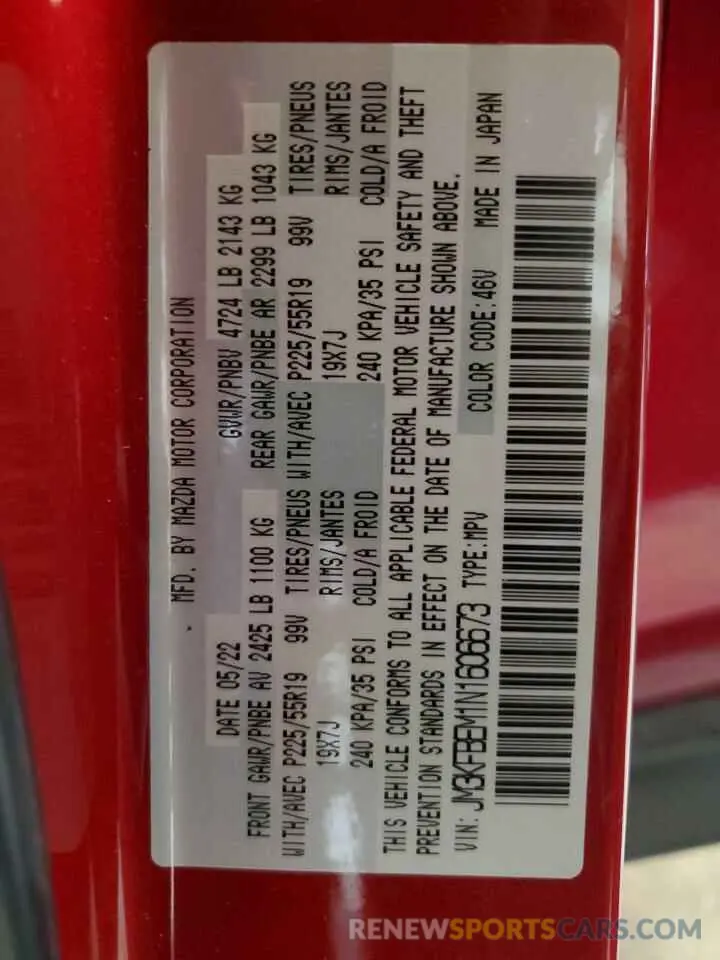 MFD. BY MAZDA MOTOR CORPORATION
DATE 05/22 GVWR/PNBV 4724 LB 2143 KG
FRONT GAWR/PNBE AV 2425 LB 1100 KG REAR GAWR/PNBE AR 2299 LB 1043 KG
WITH/AVEC P225/55R19 99V TIRES/PNEUS WITH/AVEC P225/55R19 99V TIRES/PNEUS
19X7J RIMS/JANTES 19X7J RIMS/JANTES
240 KPA/35 PSI COLD/A FROID 240 KPA/35 PSI COLD/A FROID
THIS VEHICLE CONFORMS TO ALL APPLICABLE FEDERAL MOTOR VEHICLE SAFETY AND THEFT
PREVENTION STANDARDS IN EFFECT ON THE DATE OF MANUFACTURE SHOWN ABOVE.
VIN: JM3KFBEM1N1606673 TYPE:MPV COLOR CODE:46V MADE IN JAPAN
RENEWSPORTSCARS.COM